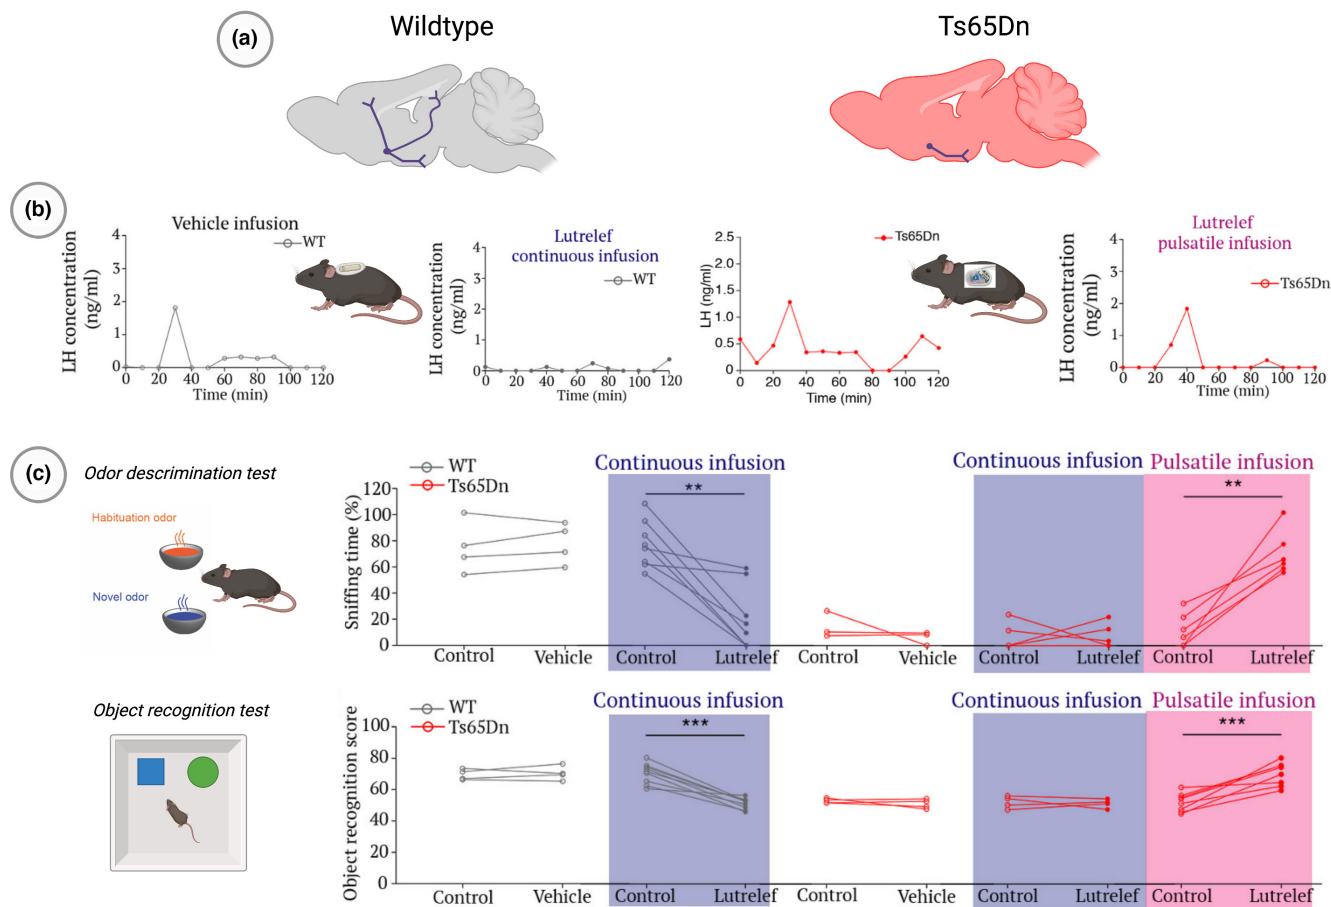 (a)
Wildtype
Ts65Dn
(b)
Vehicle infusion
WT
LH concentration
(ng/ml)
4
3
2
1
0
0 20 40 60 80 100 120
Time (min)
Lutrelef
continuous infusion
WT
LH concentration
(ng/ml)
4
3
2
1
0
0 20 40 60 80 100 120
Time (min)
Ts65Dn
LH (ng/ml)
2.5
2.0
1.5
1.0
0.5
0
0 20 40 60 80 100 120
Time (min)
Lutrelef
pulsatile infusion
Ts65Dn
LH concentration
(ng/ml)
4
3
2
1
0
0 20 40 60 80 100 120
Time (min)
(c)
Odor descrimination test
Habituation odor
Novel odor
WT
Ts65Dn
Continuous infusion
Continuous infusion
Pulsatile infusion
**
**
Sniffing time (%)
120
100
80
60
40
20
0
Control Vehicle Control Lutrelef Control Vehicle Control Lutrelef Control Lutrelef
Object recognition test
WT
Ts65Dn
Continuous infusion
Continuous infusion
Pulsatile infusion
***
***
Object recognition score
100
80
60
40
20
0
Control Vehicle Control Lutrelef Control Vehicle Control Lutrelef Control Lutrelef